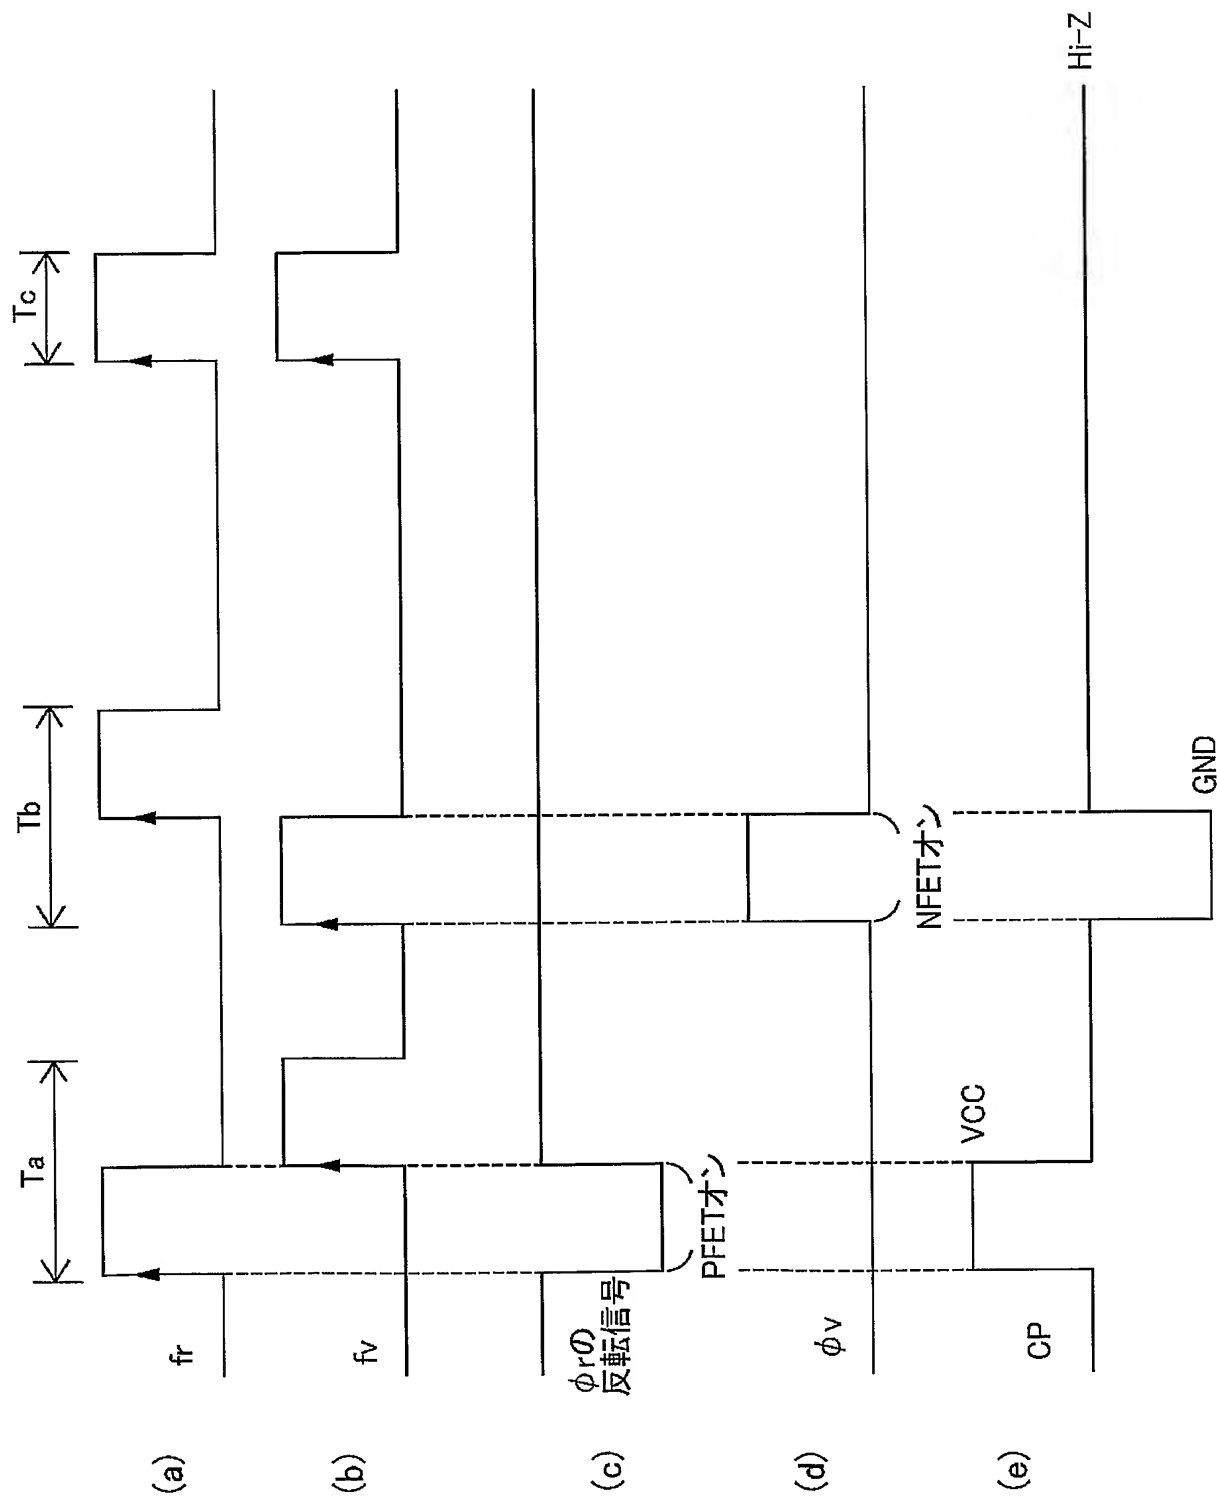 Ta
Tb
Tc
(a)
fr
(b)
fv
(c)
φrの
反転信号
PFETオン
(d)
φv
NFETオン
(e)
CP
VCC
GND
Hi-Z